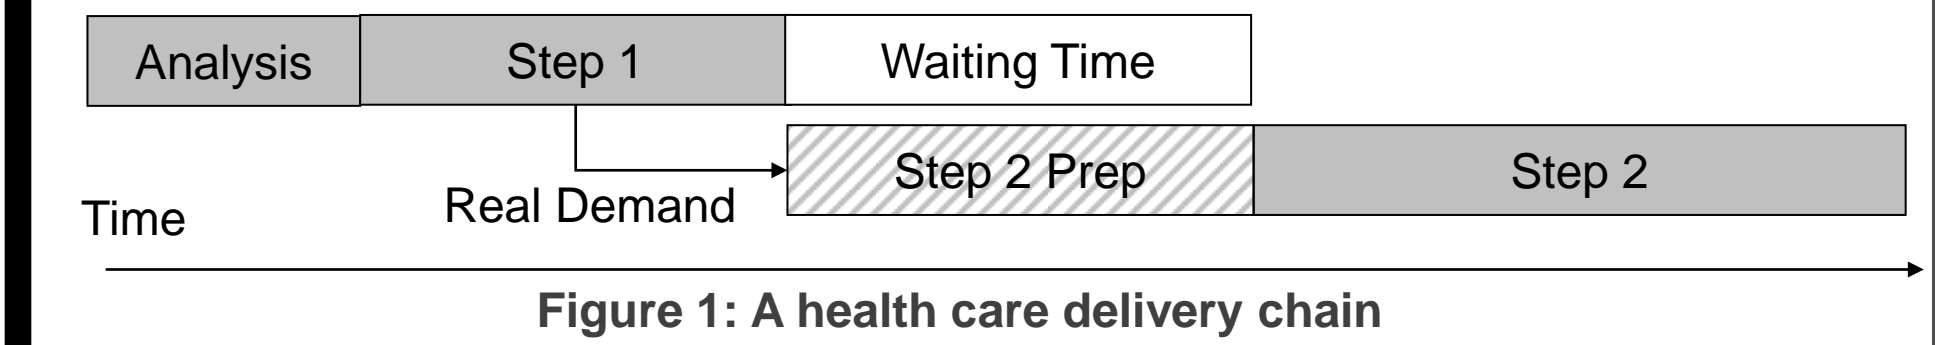 Analysis Step 1 Waiting Time
Step 2 Prep Step 2
Real Demand
Time
Figure 1: A health care delivery chain